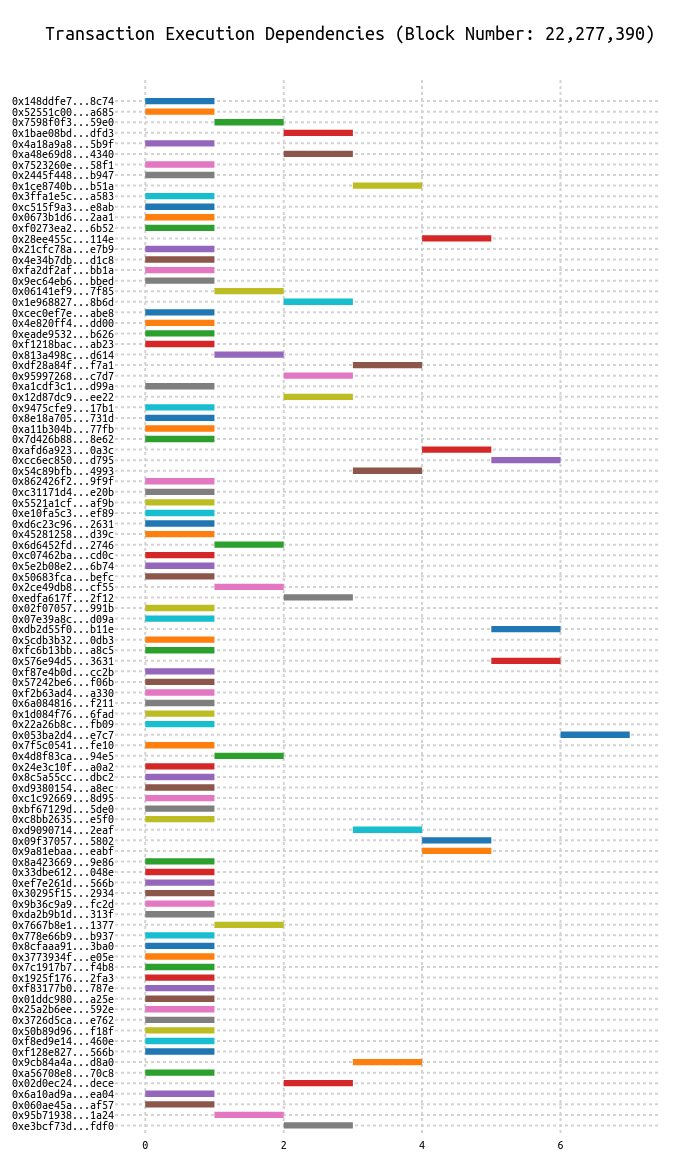 Transaction Execution Dependencies (Block Number: 22,277,390)
0x148ddfe7...8c74
0x52551c00...a685
0x7598f0f3...59e0
0x1bae08bd...dfd3
0x4a18a9a8...5b9f
0xa48e69d8...4340
0x7523260e...58f1
0x2445f448...b947
0x1ce8740b...b51a
0x3ffa1e5c...a583
0xc515f9a3...e8ab
0x0673b1d6...2aa1
0xf0273ea2...6b52
0x28ee455c...114e
0x21cfc78a...e7b9
0x4e34b7db...d1c8
0xfa2df2af...bb1a
0x9ec64eb6...bbed
0x06141ef9...7f85
0x1e968827...8b6d
0xcec0ef7e...abe8
0x4e820ff4...dd00
0xeade9532...b626
0xf1218bac...ab23
0x813a498c...d614
0xdf28a84f...f7a1
0x95997268...c7d7
0xa1cdf3c1...d99a
0x12d87dc9...ee22
0x9475cfe9...17b1
0x8e18a705...731d
0xa11b304b...77fb
0x7d426b88...8e62
0xafd6a923...0a3c
0xcc6ec850...d795
0x54c89bfb...4993
0x862426f2...9f9f
0xc31171d4...e20b
0x5521a1cf...af9b
0xe10fa5c3...ef89
0xd6c23c96...2631
0x45281258...d39c
0x6d6452fd...2746
0xc07462ba...cd0c
0x5e2b08e2...6b74
0x50683fca...befc
0x2ce49db8...cf55
0xedfa617f...2f12
0x02f07057...991b
0x07e39a8c...d09a
0xdb2d55f0...b11e
0x5cdb3b32...0db3
0xfc6b13bb...a8c5
0x576e94d5...3631
0xf87e4b0d...cc2b
0x57242be6...f06b
0xf2b63ad4...a330
0x6a084816...f211
0x1d084f76...6fad
0x22a26b8c...fb09
0x053ba2d4...e7c7
0x7f5c0541...fe10
0x4d8f83ca...94e5
0x24e3c10f...a0a2
0x8c5a55cc...dbc2
0xd9380154...a8ec
0xc1c92669...8d95
0xbf67129d...5de0
0xc8bb2635...e5f0
0xd9090714...2eaf
0x09f37057...5802
0x9a81ebaa...eabf
0x8a423669...9e86
0x33dbe612...048e
0xef7e261d...566b
0x30295f15...2934
0x9b36c9a9...fc2d
0xda2b9b1d...313f
0x7667b8e1...1377
0x778e66b9...b937
0x8cfaaa91...3ba0
0x3773934f...e05e
0x7c1917b7...f4b8
0x1925f176...2fa3
0xf83177b0...787e
0x01ddc980...a25e
0x25a2b6ee...592e
0x3726d5ca...e762
0x50b89d96...f18f
0xf8ed9e14...460e
0xf128e827...566b
0x9cb84a4a...d8a0
0xa56708e8...70c8
0x02d0ec24...dece
0x6a10ad9a...ea04
0x060ae45a...af57
0x95b71938...1a24
0xe3bcf73d...fdf0
0 2 4 6